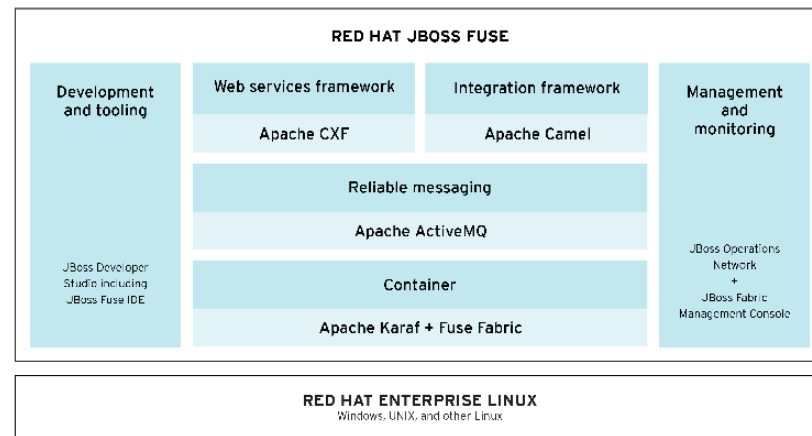 RED HAT JBOSS FUSE
Development
and tooling
JBoss Developer
Studio including
JBoss Fuse IDE
Web services framework
Apache CXF
Integration framework
Apache Camel
Reliable messaging
Apache ActiveMQ
Container
Apache Karaf + Fuse Fabric
Management
and
monitoring
JBoss Operations
Network
+
JBoss Fabric
Management Console
RED HAT ENTERPRISE LINUX
Windows, UNIX, and other Linux